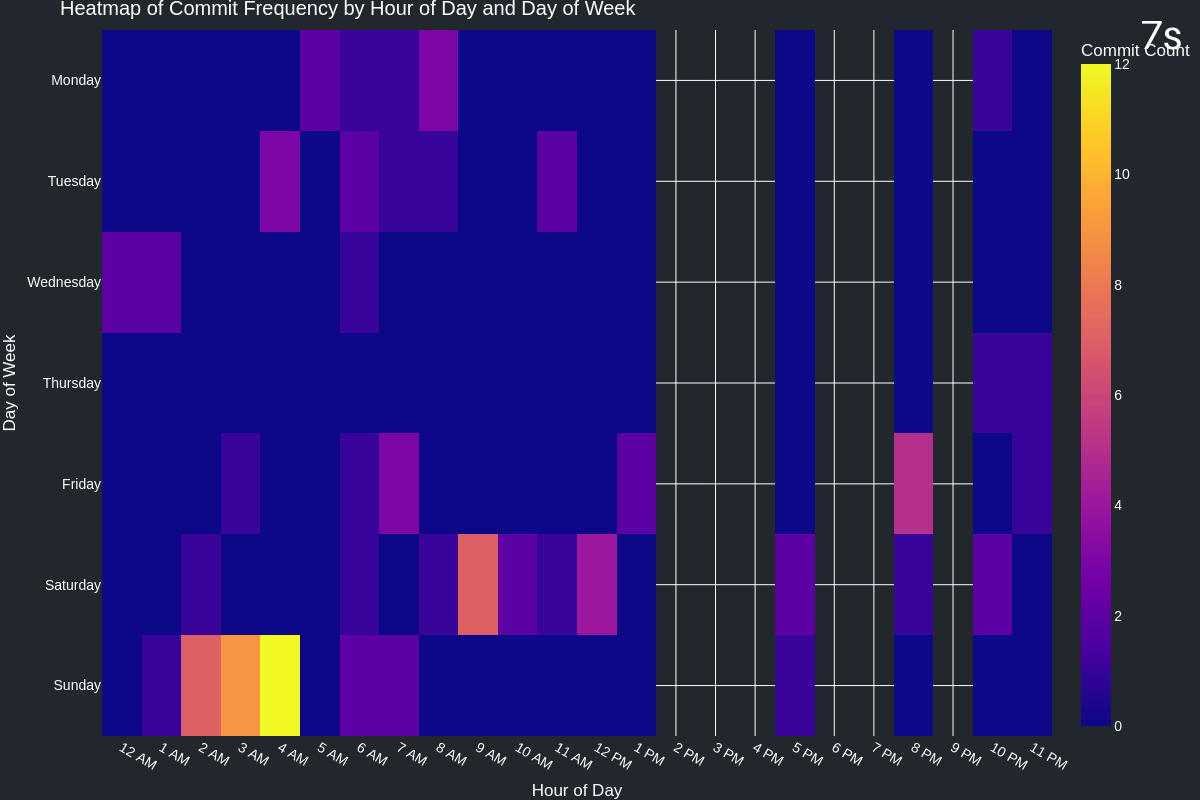 Heatmap of Commit Frequency by Hour of Day and Day of Week
7s
Commit Count
Monday
Tuesday
Wednesday
Thursday
Friday
Saturday
Sunday
Day of Week
12 AM
1 AM
2 AM
3 AM
4 AM
5 AM
6 AM
7 AM
8 AM
9 AM
10 AM
11 AM
12 PM
1 PM
2 PM
3 PM
4 PM
5 PM
6 PM
7 PM
8 PM
9 PM
10 PM
11 PM
Hour of Day
12
10
8
6
4
2
0